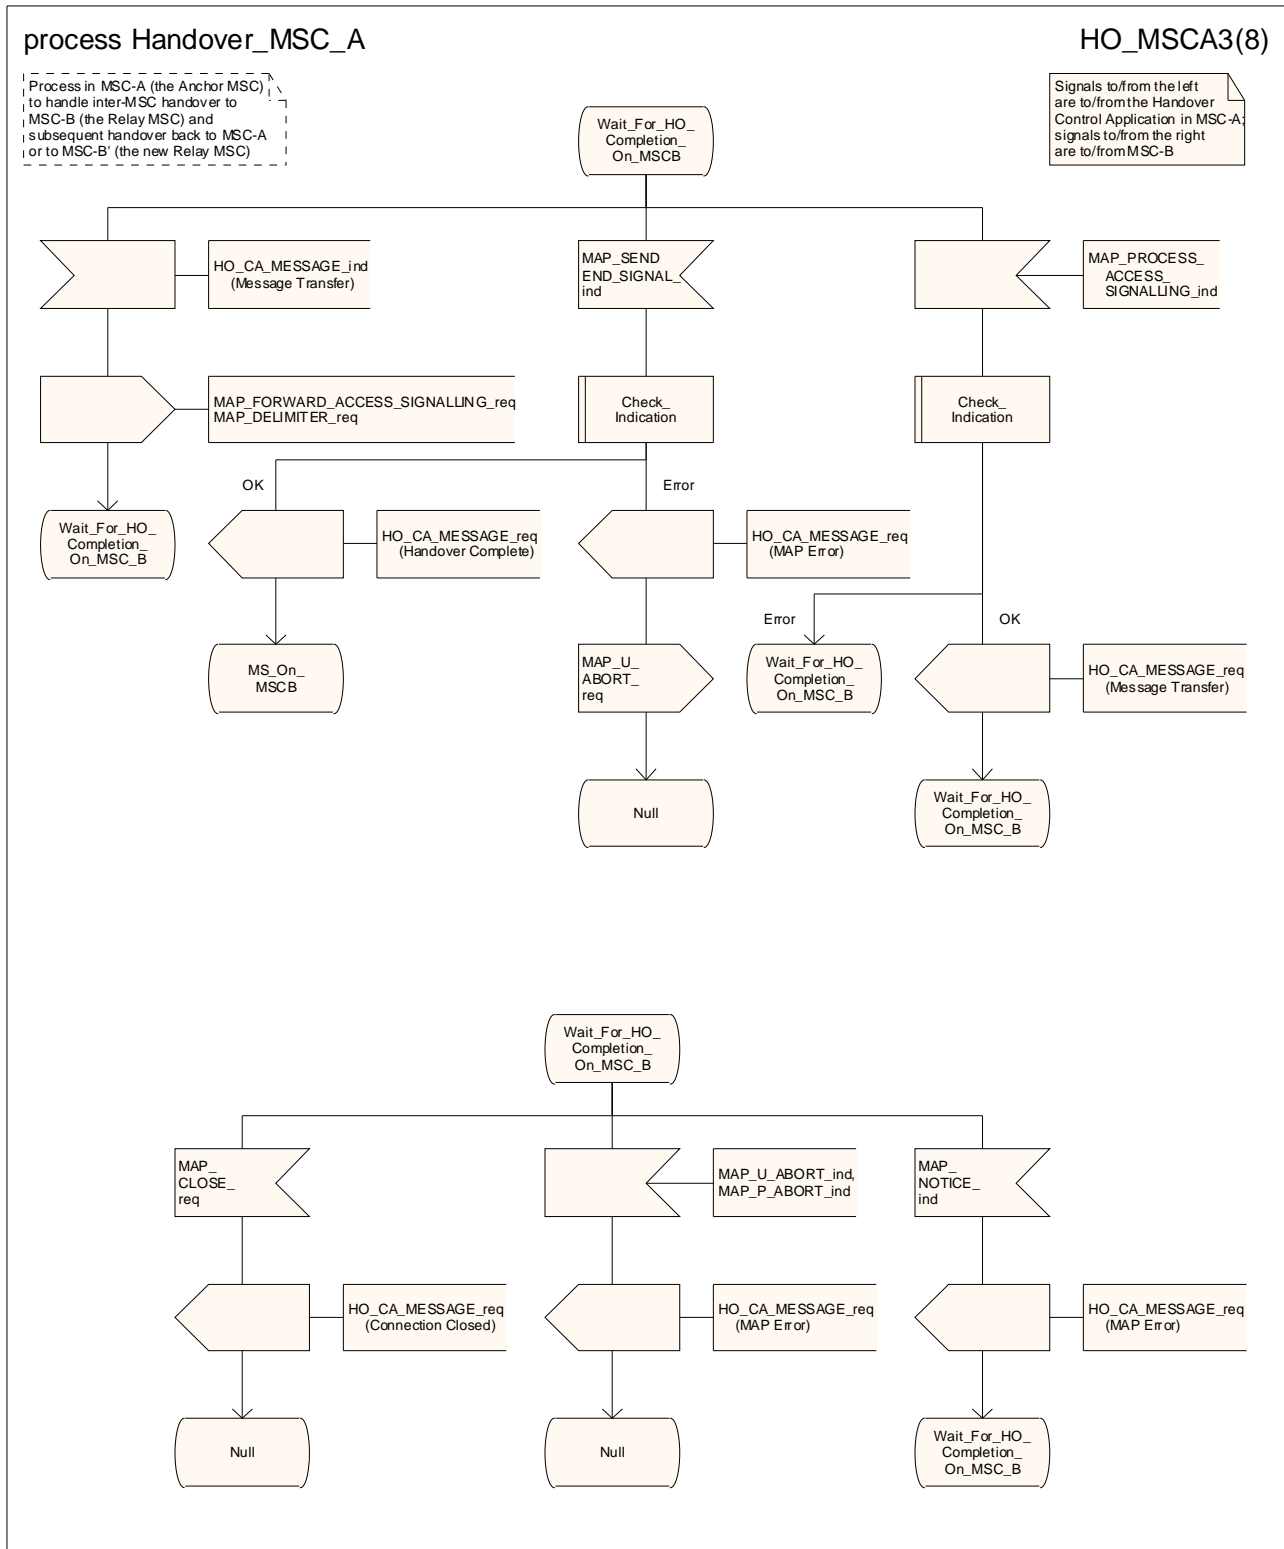 process Handover_MSC_A
HO_MSCA3(8)
Process in MSC-A (the Anchor MSC)
to handle inter-MSC handover to
MSC-B (the Relay MSC) and
subsequent handover back to MSC-A
or to MSC-B' (the new Relay MSC)
Signals to/from the left
are to/from the Handover
Control Application in MSC-A;
signals to/from the right
are to/from MSC-B
Wait_For_HO_
Completion_
On_MSCB
HO_CA_MESSAGE_ind
(Message Transfer)
MAP_SEND
END_SIGNAL_
ind
MAP_PROCESS_
ACCESS_
SIGNALLING_ind
MAP_FORWARD_ACCESS_SIGNALLING_req
MAP_DELIMITER_req
Check_
Indication
Check_
Indication
OK
Error
Wait_For_HO_
Completion_
On_MSC_B
HO_CA_MESSAGE_req
(Handover Complete)
HO_CA_MESSAGE_req
(MAP Error)
Error
OK
MS_On_
MSCB
MAP_U_
ABORT_
req
Wait_For_HO_
Completion_
On_MSC_B
HO_CA_MESSAGE_req
(Message Transfer)
Null
Wait_For_HO_
Completion_
On_MSC_B
Wait_For_HO_
Completion_
On_MSC_B
MAP_
CLOSE_
req
MAP_U_ABORT_ind,
MAP_P_ABORT_ind
MAP_
NOTICE_
ind
HO_CA_MESSAGE_req
(Connection Closed)
HO_CA_MESSAGE_req
(MAP Error)
HO_CA_MESSAGE_req
(MAP Error)
Null
Null
Wait_For_HO_
Completion_
On_MSC_B